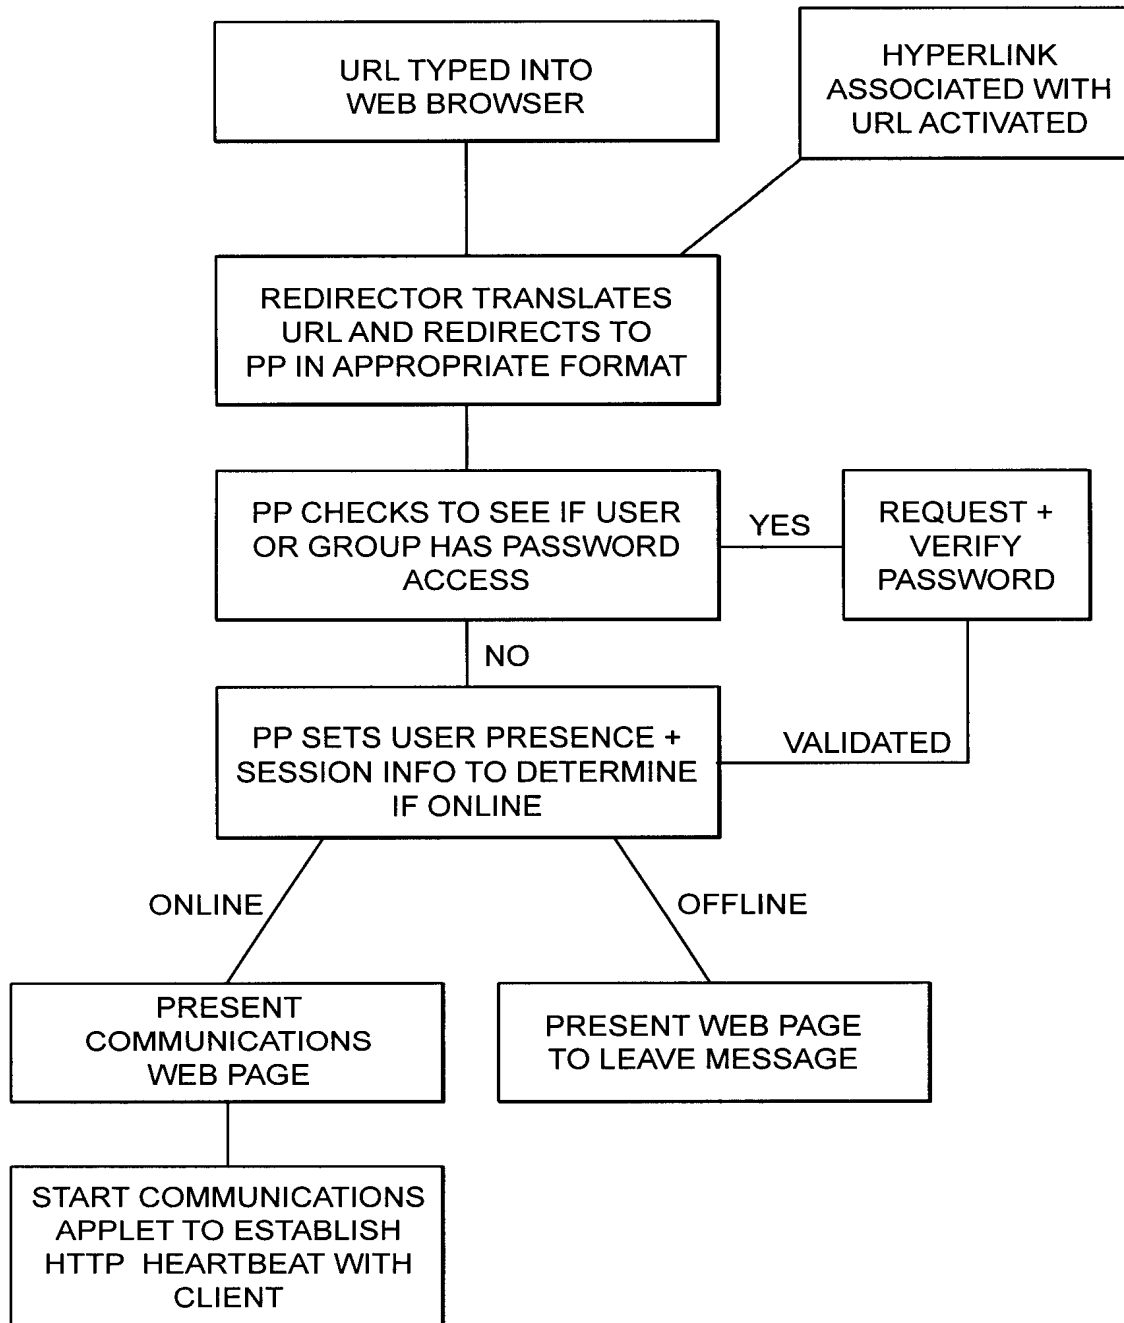 URL TYPED INTO
WEB BROWSER
HYPERLINK
ASSOCIATED WITH
URL ACTIVATED
REDIRECTOR TRANSLATES
URL AND REDIRECTS TO
PP IN APPROPRIATE FORMAT
PP CHECKS TO SEE IF USER
OR GROUP HAS PASSWORD
ACCESS
YES
REQUEST +
VERIFY
PASSWORD
NO
PP SETS USER PRESENCE +
SESSION INFO TO DETERMINE
IF ONLINE
VALIDATED
ONLINE
OFFLINE
PRESENT
COMMUNICATIONS
WEB PAGE
PRESENT WEB PAGE
TO LEAVE MESSAGE
START COMMUNICATIONS
APPLET TO ESTABLISH
HTTP HEARTBEAT WITH
CLIENT